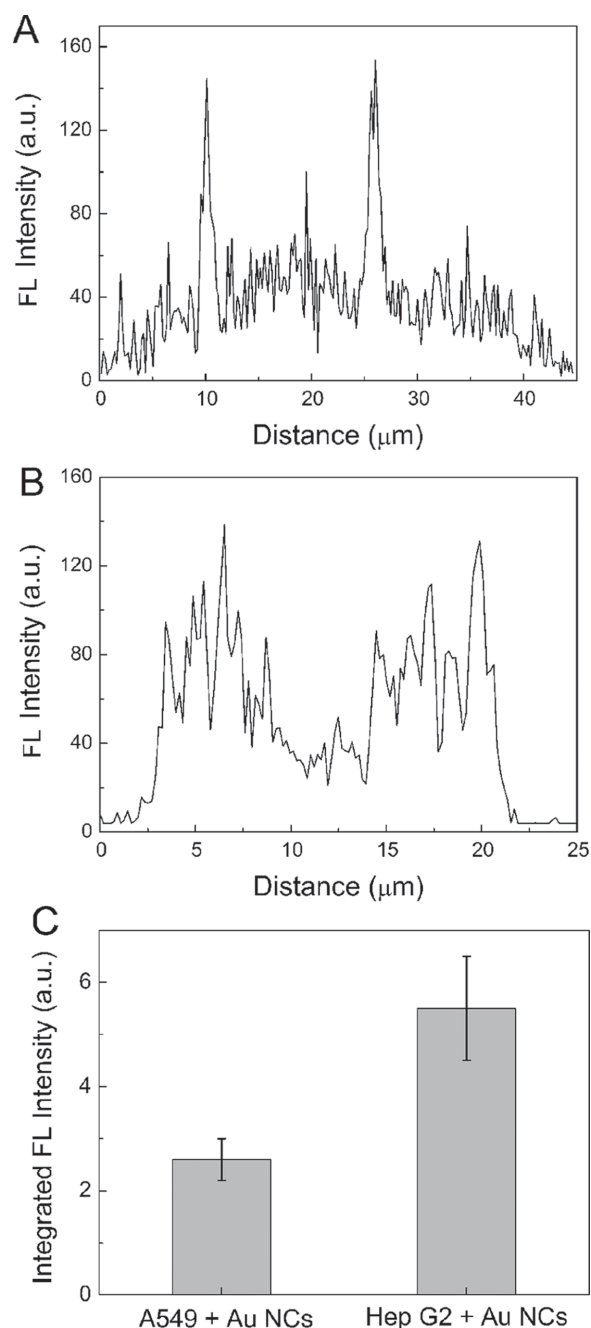 A
160
120
80
40
0
FL Intensity (a.u.)
0 10 20 30 40
Distance (μm)
B
160
120
80
40
0
FL Intensity (a.u.)
0 5 10 15 20 25
Distance (μm)
C
6
4
2
0
Integrated FL Intensity (a.u.)
A549 + Au NCs Hep G2 + Au NCs